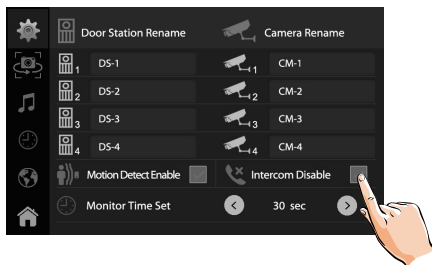 Door Station Rename Camera Rename
1 DS-1 1 CM-1
2 DS-2 2 CM-2
3 DS-3 3 CM-3
4 DS-4 4 CM-4
Motion Detect Enable Intercom Disable
Monitor Time Set < 30 sec >